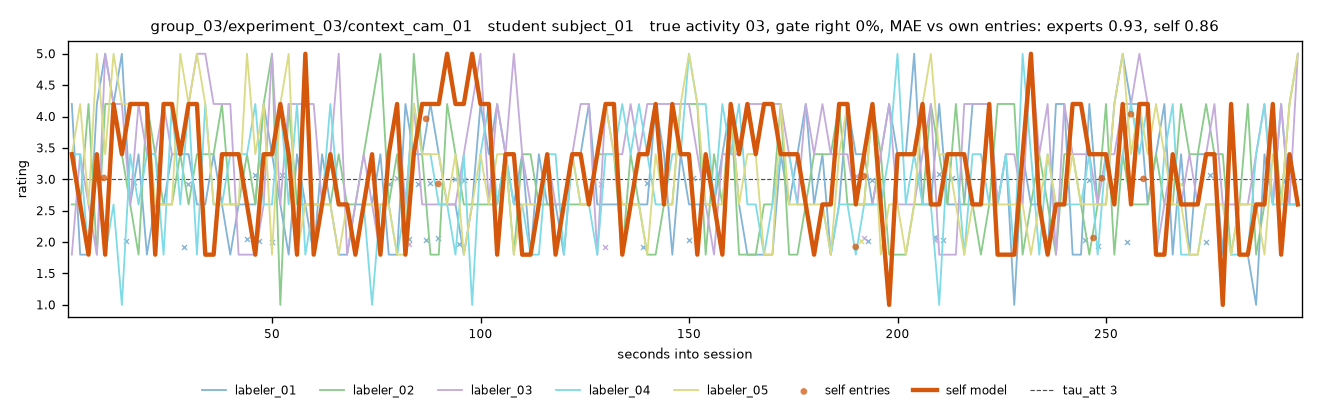 group_03/experiment_03/context_cam_01 student subject_01 true activity 03, gate right 0%, MAE vs own entries: experts 0.93, self 0.86
rating
5.0
4.5
4.0
3.5
3.0
2.5
2.0
1.5
1.0
50 100 150 200 250
seconds into session
labeler_01 labeler_02 labeler_03 labeler_04 labeler_05 self entries self model tau_att 3